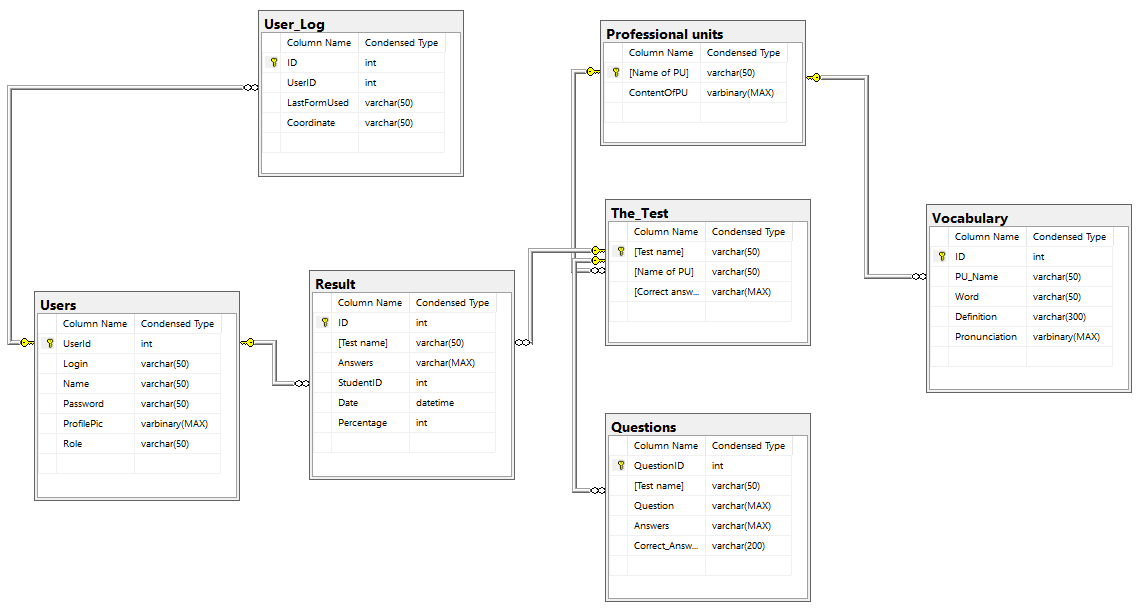 User_Log
Column Name Condensed Type
ID int
UserID int
LastFormUsed varchar(50)
Coordinate varchar(50)
Professional units
Column Name Condensed Type
[Name of PU] varchar(50)
ContentOfPU varbinary(MAX)
The_Test
Column Name Condensed Type
[Test name] varchar(50)
[Name of PU] varchar(50)
[Correct answ... varchar(MAX)
Vocabulary
Column Name Condensed Type
ID int
PU_Name varchar(50)
Word varchar(50)
Definition varchar(300)
Pronunciation varbinary(MAX)
Result
Column Name Condensed Type
ID int
[Test name] varchar(50)
Answers varchar(MAX)
StudentID int
Date datetime
Percentage int
Users
Column Name Condensed Type
UserId int
Login varchar(50)
Name varchar(50)
Password varchar(50)
ProfilePic varbinary(MAX)
Role varchar(50)
Questions
Column Name Condensed Type
QuestionID int
[Test name] varchar(50)
Question varchar(MAX)
Answers varchar(MAX)
Correct_Answ... varchar(200)